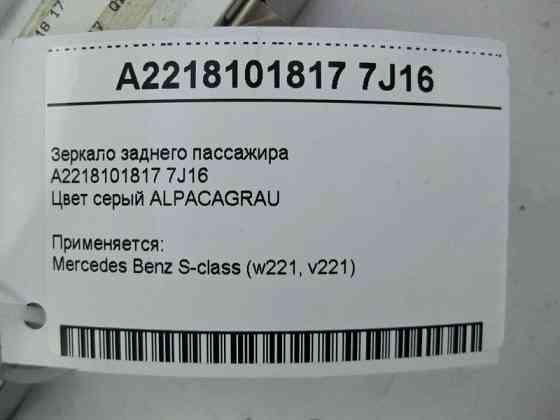 A2218101817 7J16
Зеркало заднего пассажира
A2218101817 7J16
Цвет серый ALPACAGRAU
Применяется:
Mercedes Benz S-class (w221, v221)